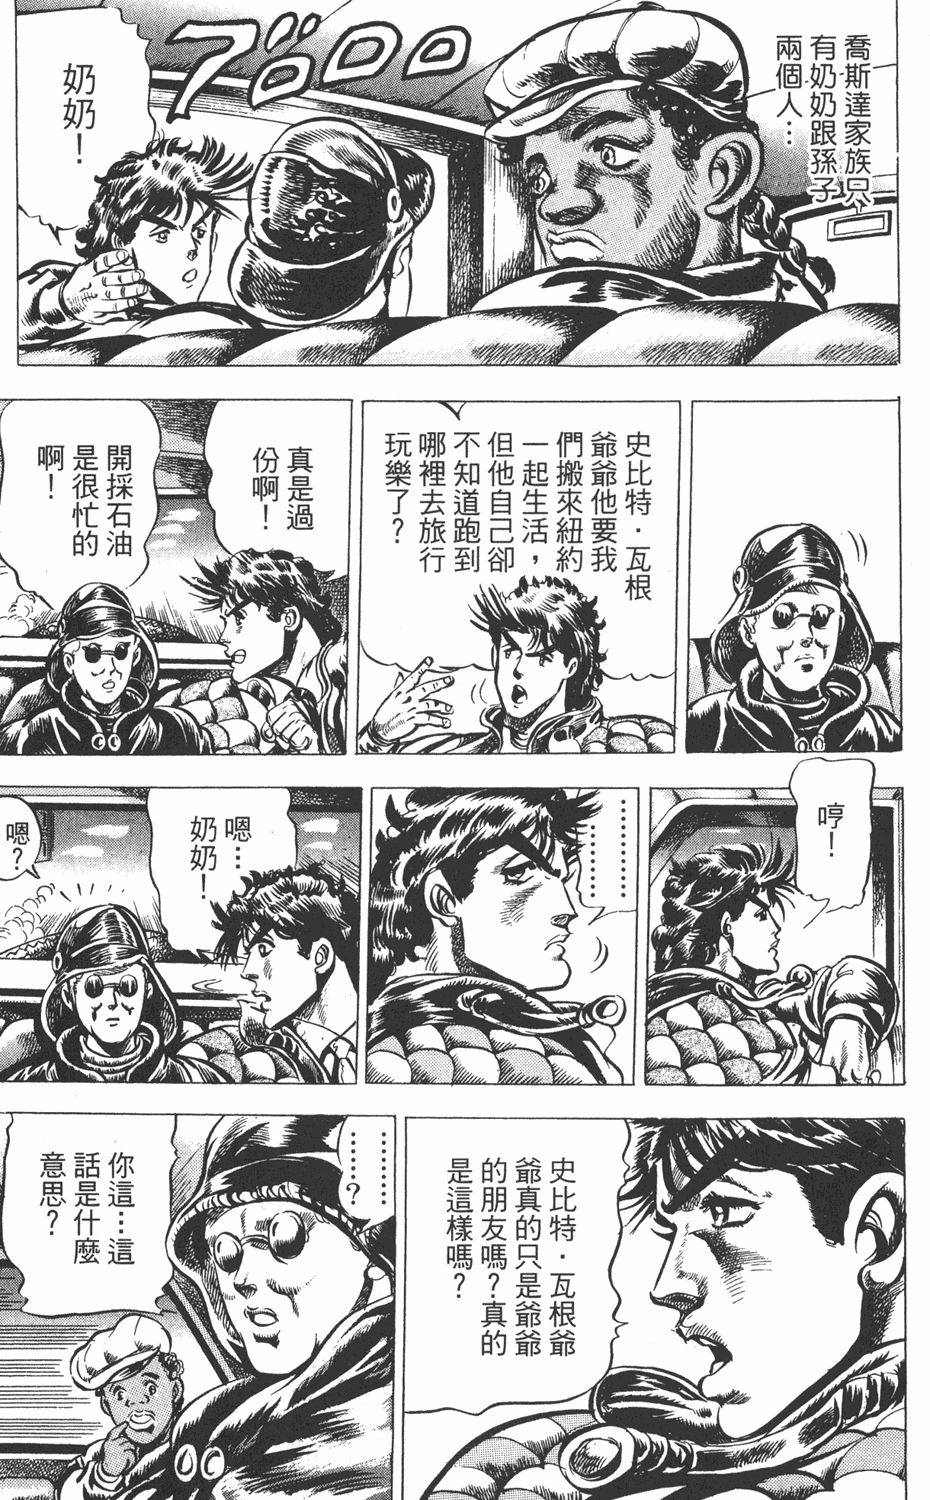 喬斯達家族只
有奶奶跟孫子
兩個人…
ブロロロ
奶奶！
史比特．瓦根
爺爺他要我
們搬來紐約
一起生活，
但他自己卻
不知道跑到
哪裡去旅行
玩樂了？
真是過
份啊！
開採石油
是很忙的
啊！
哼！
…………
嗯…
奶奶！
嗯？
史比特．瓦根爺
爺真的只是爺爺
的朋友嗎？真的
是這樣嗎？
………
……？
你這…這
話是什麼
意思？